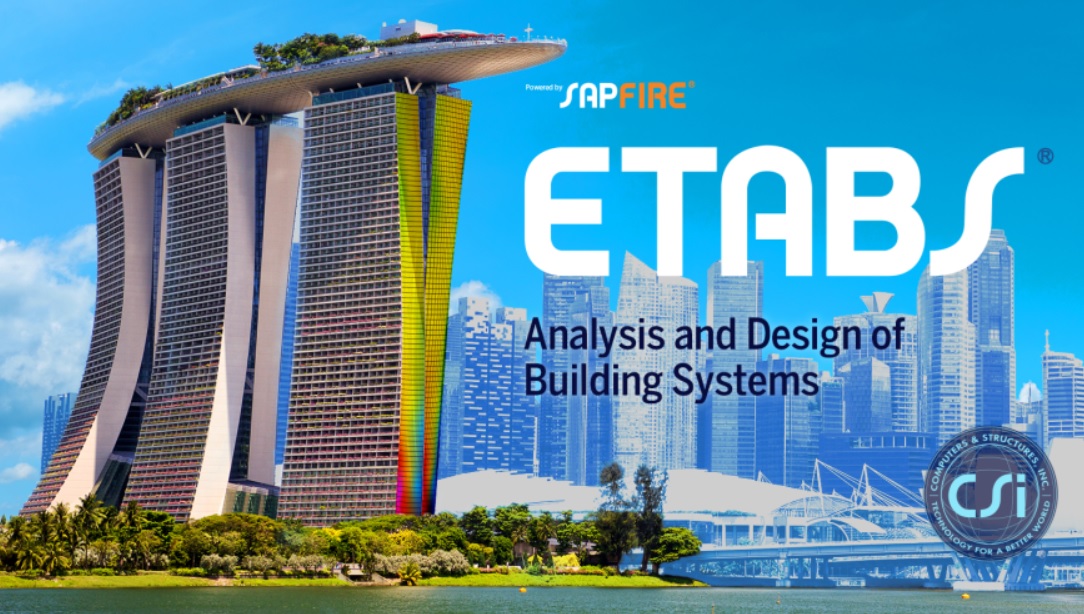 Powered by SAPFIRE®
ETABS®
Analysis and Design of
Building Systems
COMPUTERS & STRUCTURES, INC.
CSi
TECHNOLOGY FOR A BETTER WORLD